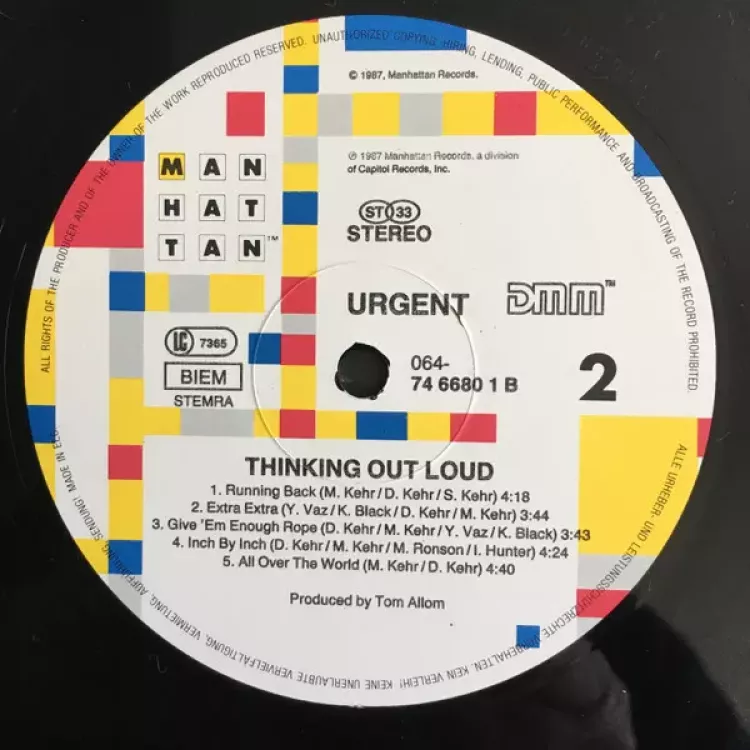 ALL RIGHTS OF THE PRODUCER AND OF THE OWNER OF THE WORK REPRODUCED RESERVED. UNAUTHORIZED COPYING, HIRING, LENDING, PUBLIC PERFORMANCE AND BROADCASTING OF THE RECORD PROHIBITED.
© 1987, Manhattan Records.
℗ 1987 Manhattan Records, a division
of Capitol Records, Inc.
MAN
HAT
TAN™
ST 33
STEREO
URGENT
DMM™
LC 7365
BIEM
STEMRA
064-
74 6680 1 B
2
THINKING OUT LOUD
1. Running Back (M. Kehr / D. Kehr / S. Kehr) 4:18
2. Extra Extra (Y. Vaz / K. Black / D. Kehr / M. Kehr) 3:44
3. Give 'Em Enough Rope (D. Kehr / M. Kehr / Y. Vaz / K. Black) 3:43
4. Inch By Inch (D. Kehr / M. Kehr / M. Ronson / I. Hunter) 4:24
5. All Over The World (M. Kehr / D. Kehr) 4:40
Produced by Tom Allom
ALLE URHEBER- UND LEISTUNGSSCHUTZRECHTE VORBEHALTEN. KEIN VERLEIH! KEINE UNERLAUBTE VERVIELFÄLTIGUNG, VERMIETUNG, AUFFÜHRUNG, SENDUNG! MADE IN EEC